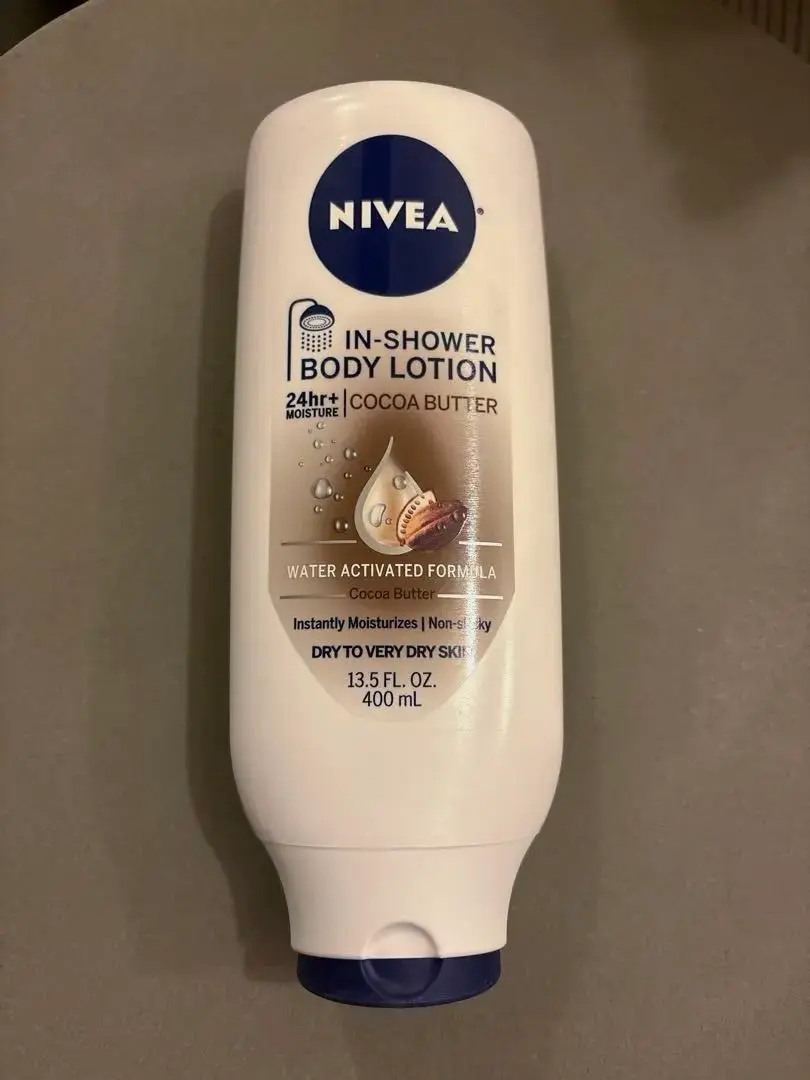 NIVEA®
IN-SHOWER
BODY LOTION
24hr+ MOISTURE | COCOA BUTTER
WATER ACTIVATED FORMULA
Cocoa Butter
Instantly Moisturizes | Non-sticky
DRY TO VERY DRY SKIN
13.5 FL. OZ.
400 mL